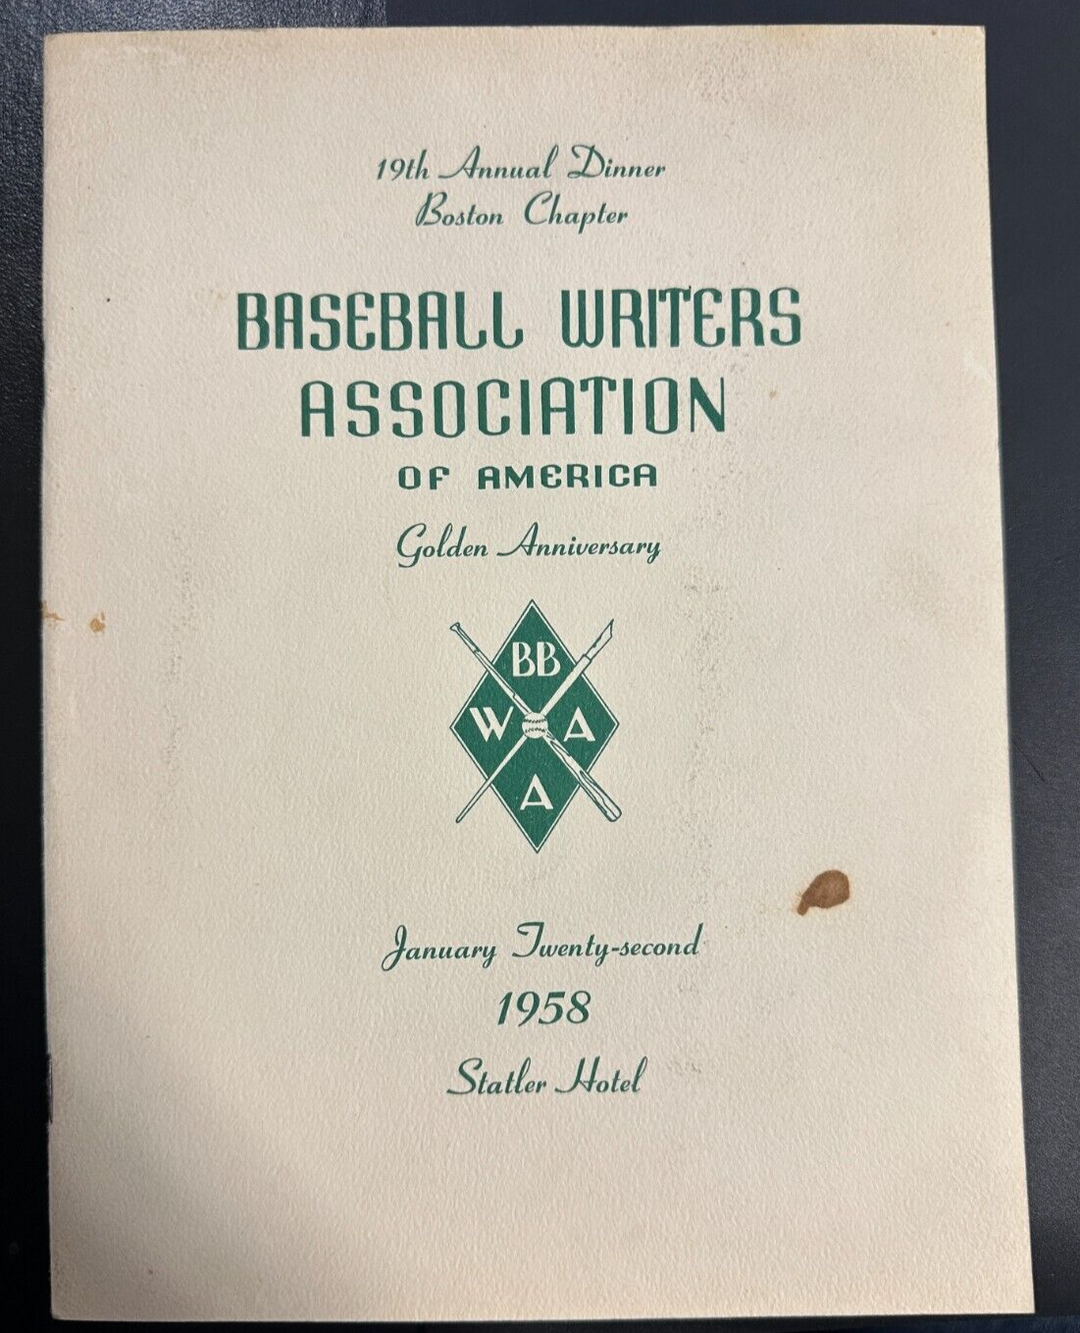 19th Annual Dinner
Boston Chapter
BASEBALL WRITERS
ASSOCIATION
OF AMERICA
Golden Anniversary
BB
W A
A
January Twenty-second
1958
Statler Hotel